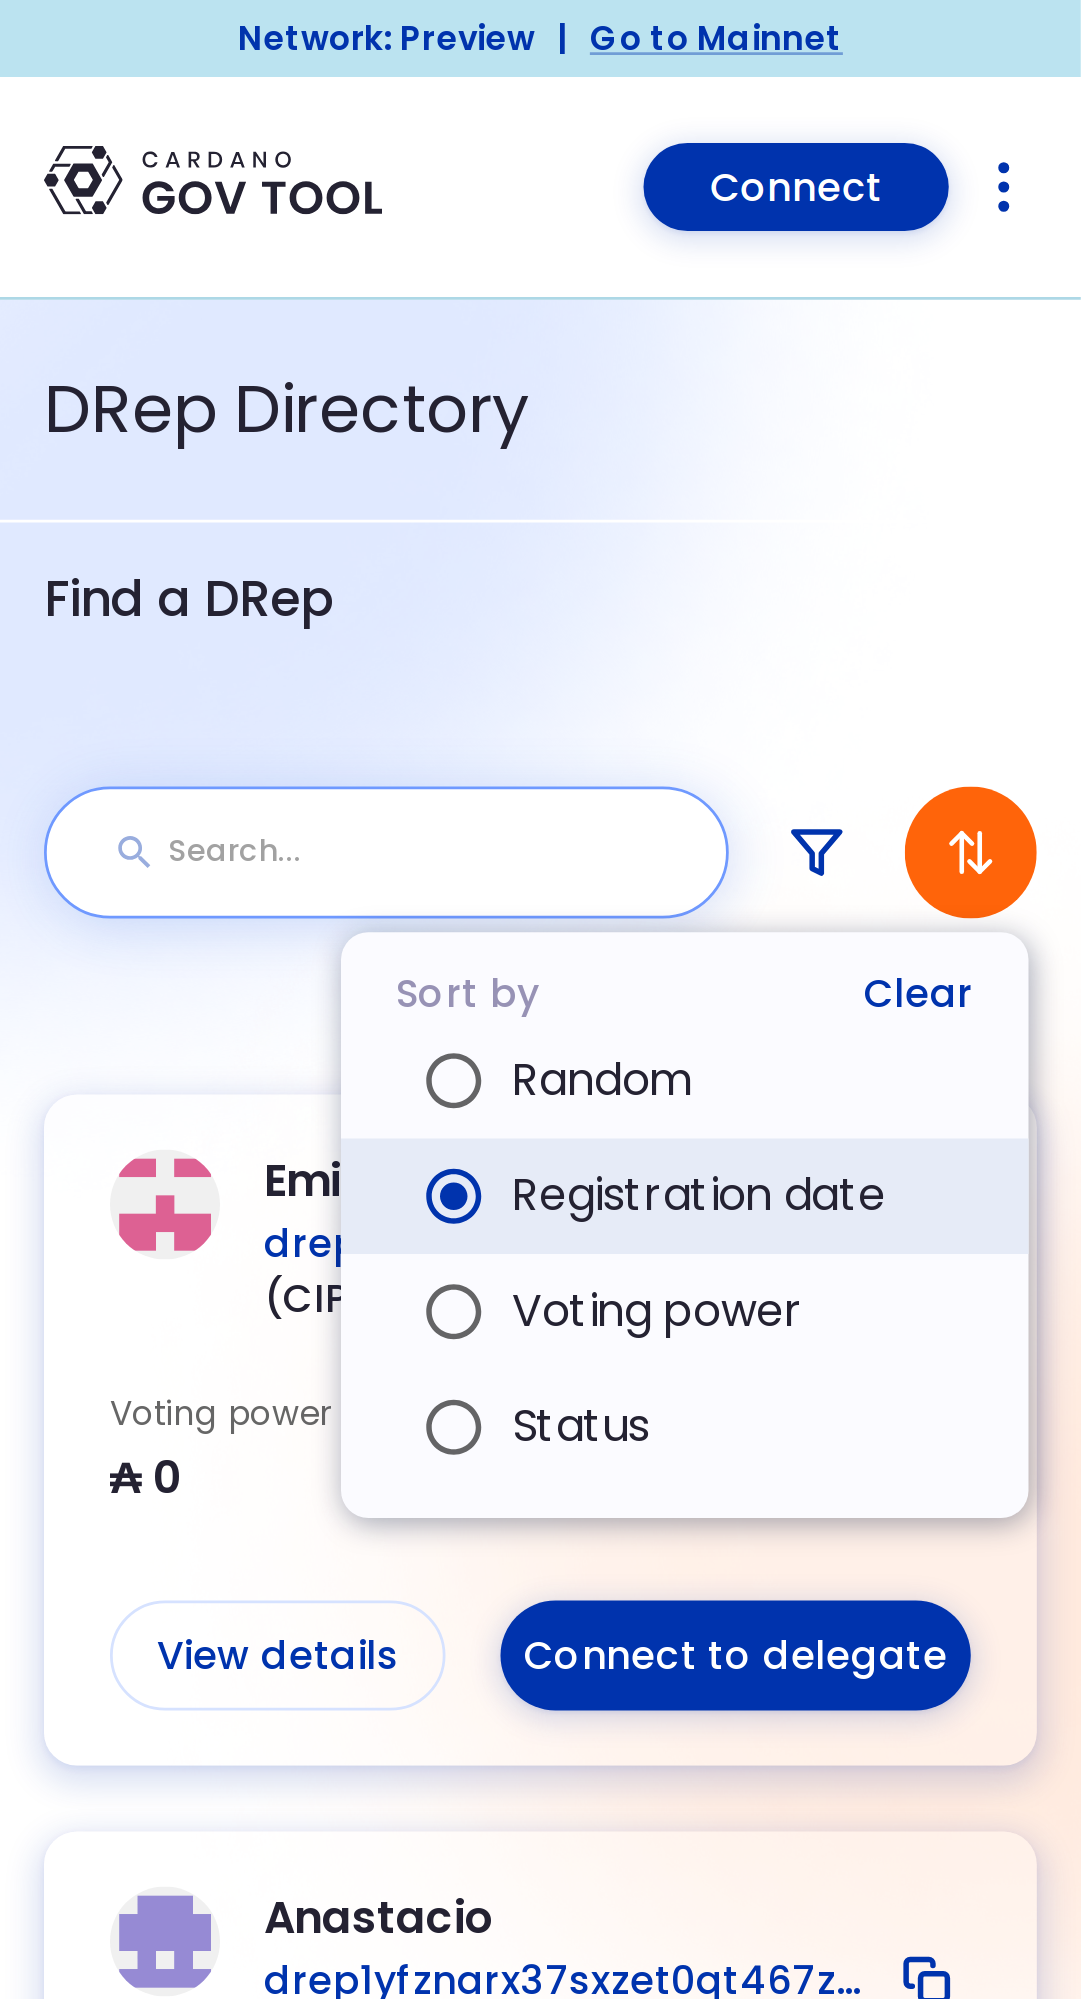 Network: Preview | Go to Mainnet
CARDANO
GOV TOOL
Connect
DRep Directory
Find a DRep
Search...
Sort by Clear
Random
Registration date
Voting power
Status
Emi
drep
(CIP
Voting power
₳ 0
View details Connect to delegate
Anastacio
drep1yfznarx37sxzet0qt467z...